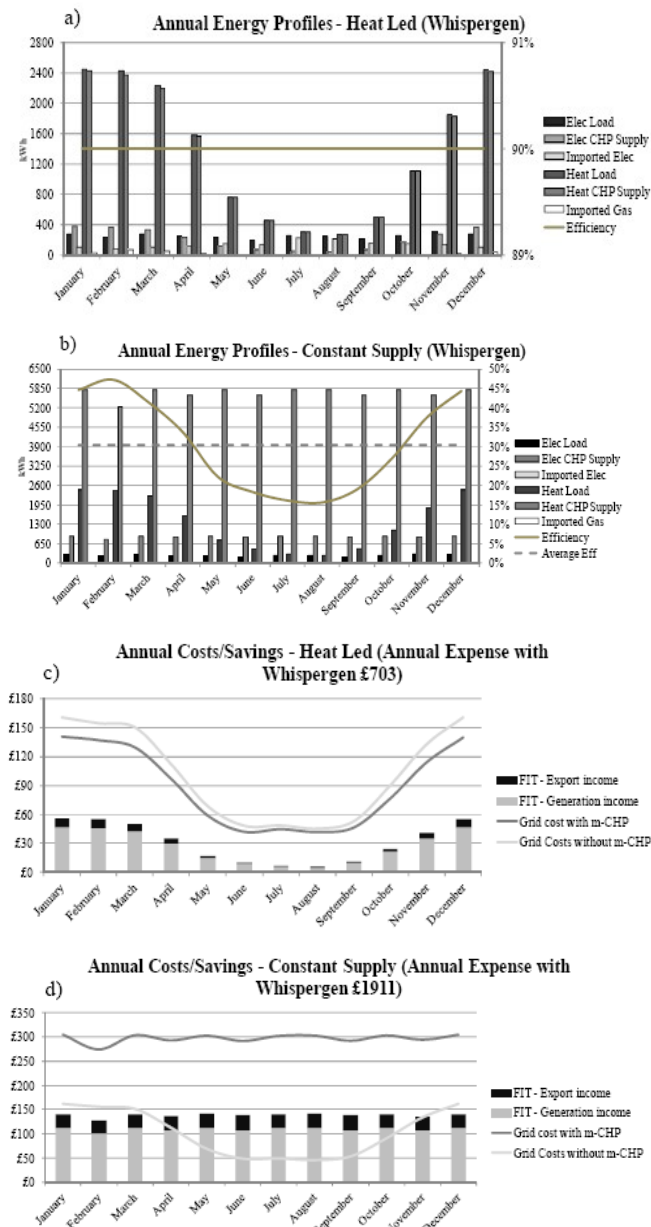 a)
Annual Energy Profiles - Heat Led (Whispergen)
2800
2400
2000
1600
1200
800
400
0
kWh
91%
90%
89%
January
February
March
April
May
June
July
August
September
October
November
December
Elec Load
Elec CHP Supply
Imported Elec
Heat Load
Heat CHP Supply
Imported Gas
Efficiency
b)
Annual Energy Profiles - Constant Supply (Whispergen)
6500
5850
5200
4550
3900
3250
2600
1950
1300
650
0
kWh
50%
45%
40%
35%
30%
25%
20%
15%
10%
5%
0%
January
February
March
April
May
June
July
August
September
October
November
December
Elec Load
Elec CHP Supply
Imported Elec
Heat Load
Heat CHP Supply
Imported Gas
Efficiency
Average Eff
Annual Costs/Savings - Heat Led (Annual Expense with
Whispergen £703)
c)
£180
£150
£120
£90
£60
£30
£0
January
February
March
April
May
June
July
August
September
October
November
December
FIT - Export income
FIT - Generation income
Grid cost with m-CHP
Grid Costs without m-CHP
Annual Costs/Savings - Constant Supply (Annual Expense with
Whispergen £1911)
d)
£350
£300
£250
£200
£150
£100
£50
£0
January
February
March
April
May
June
July
August
September
October
November
December
FIT - Export income
FIT - Generation income
Grid cost with m-CHP
Grid Costs without m-CHP